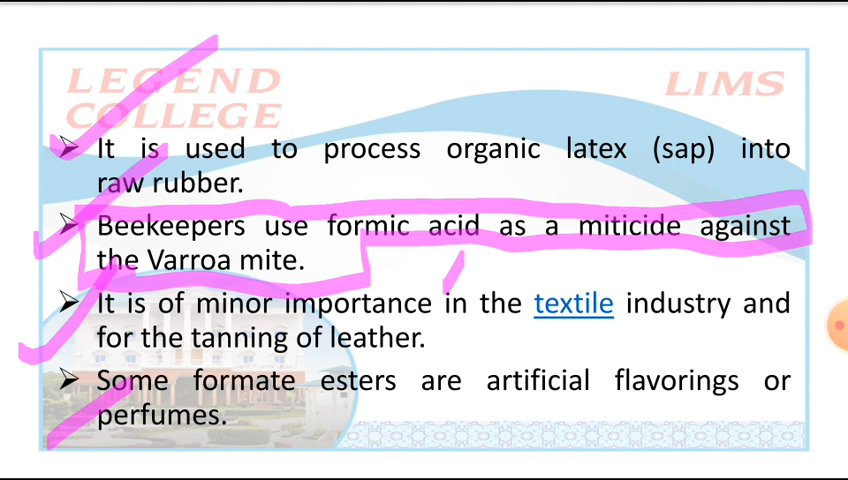 LEGEND LIMS
COLLEGE
➢ It is used to process organic latex (sap) into
raw rubber.
➢ Beekeepers use formic acid as a miticide against
the Varroa mite.
➢ It is of minor importance in the textile industry and
for the tanning of leather.
➢ Some formate esters are artificial flavorings or
perfumes.